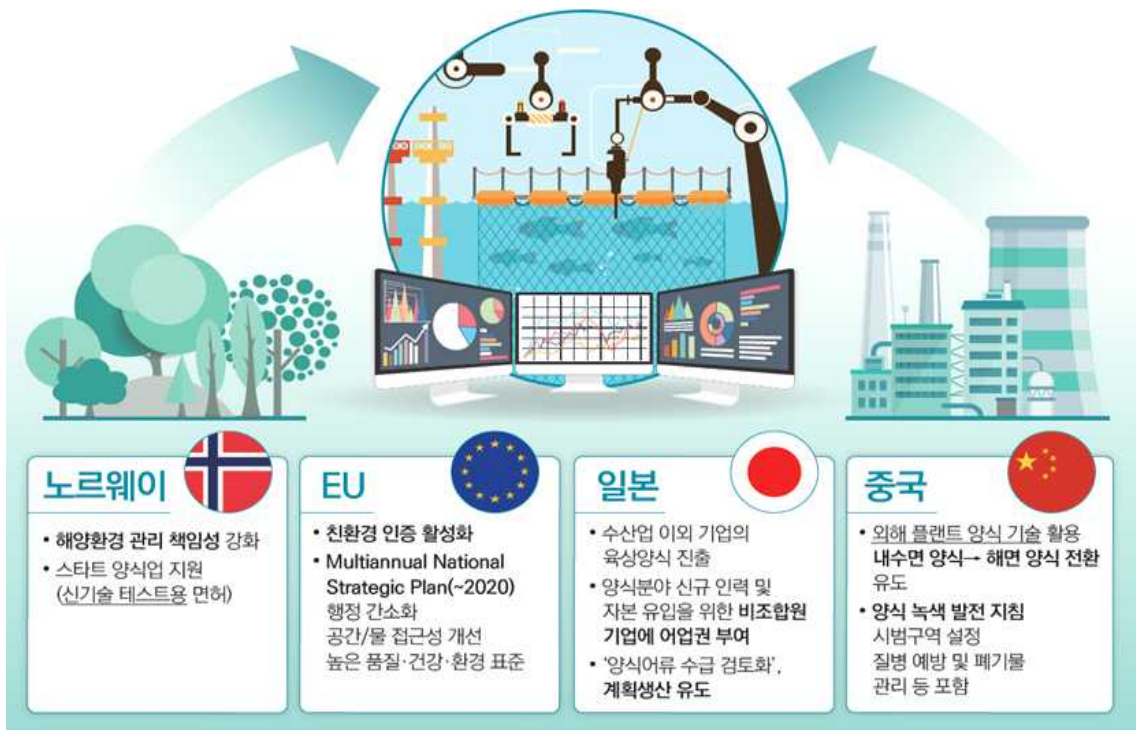 노르웨이
• 해양환경 관리 책임성 강화
• 스타트 양식업 지원
(신기술 테스트용 면허)
EU
• 친환경 인증 활성화
• Multiannual National
Strategic Plan(~2020)
행정 간소화
공간/물 접근성 개선
높은 품질·건강·환경 표준
일본
• 수산업 이외 기업의
육상양식 진출
• 양식분야 신규 인력 및
자본 유입을 위한 비조합원
기업에 어업권 부여
• ‘양식어류 수급 검토화’,
계획생산 유도
중국
• 외해 플랜트 양식 기술 활용
내수면 양식→ 해면 양식 전환
유도
• 양식 녹색 발전 지침
시범구역 설정
질병 예방 및 폐기물
관리 등 포함